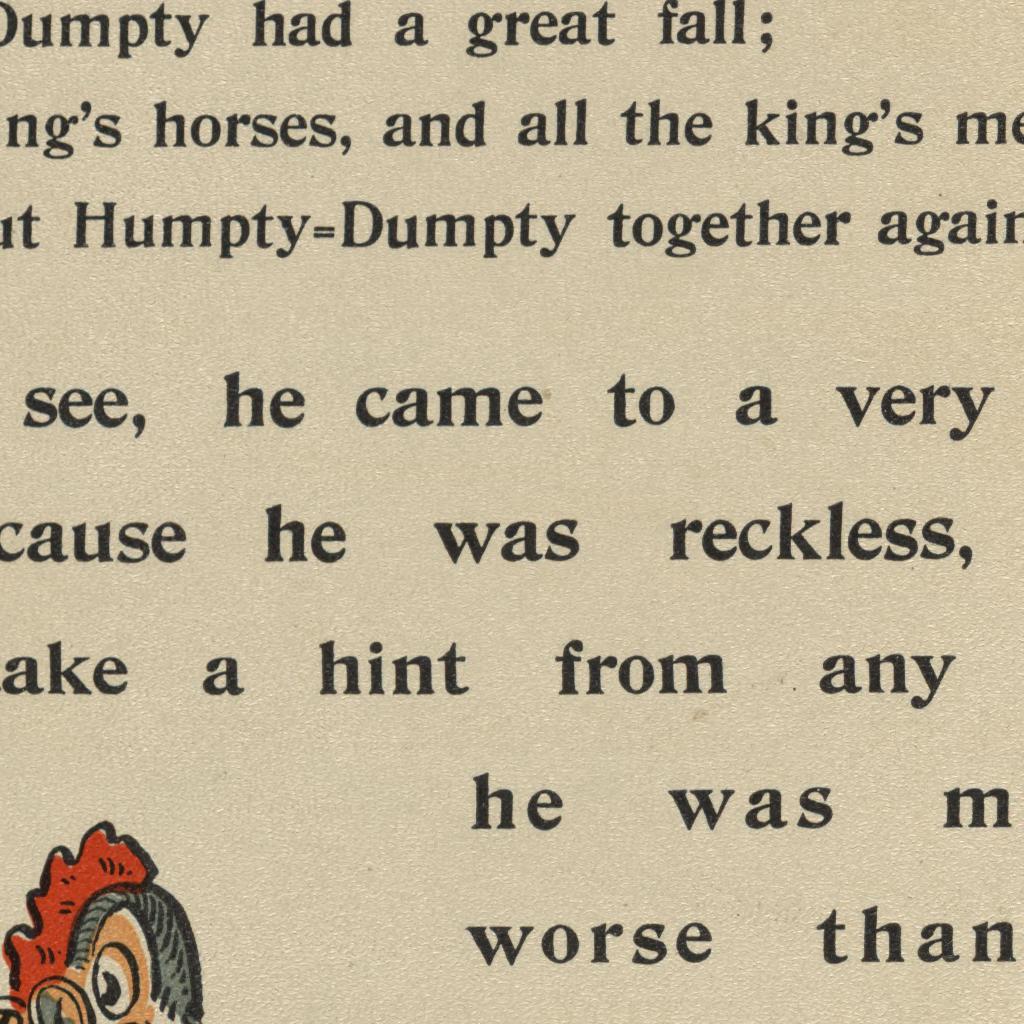 Dumpty had a great fall;
ng's horses, and all the king's me
ut Humpty=Dumpty together again
see, he came to a very
cause he was reckless,
ake a hint from any
he was m
worse than